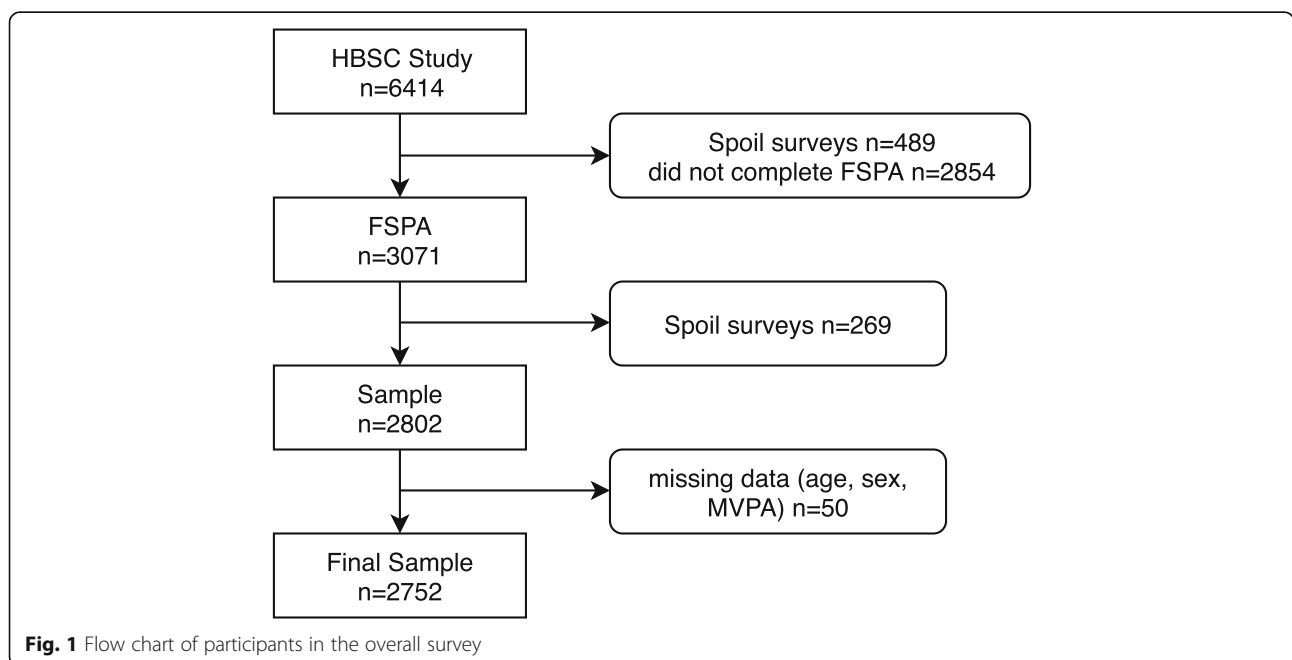 HBSC Study
n=6414
Spoil surveys n=489
did not complete FSPA n=2854
FSPA
n=3071
Spoil surveys n=269
Sample
n=2802
missing data (age, sex,
MVPA) n=50
Final Sample
n=2752
Fig. 1 Flow chart of participants in the overall survey